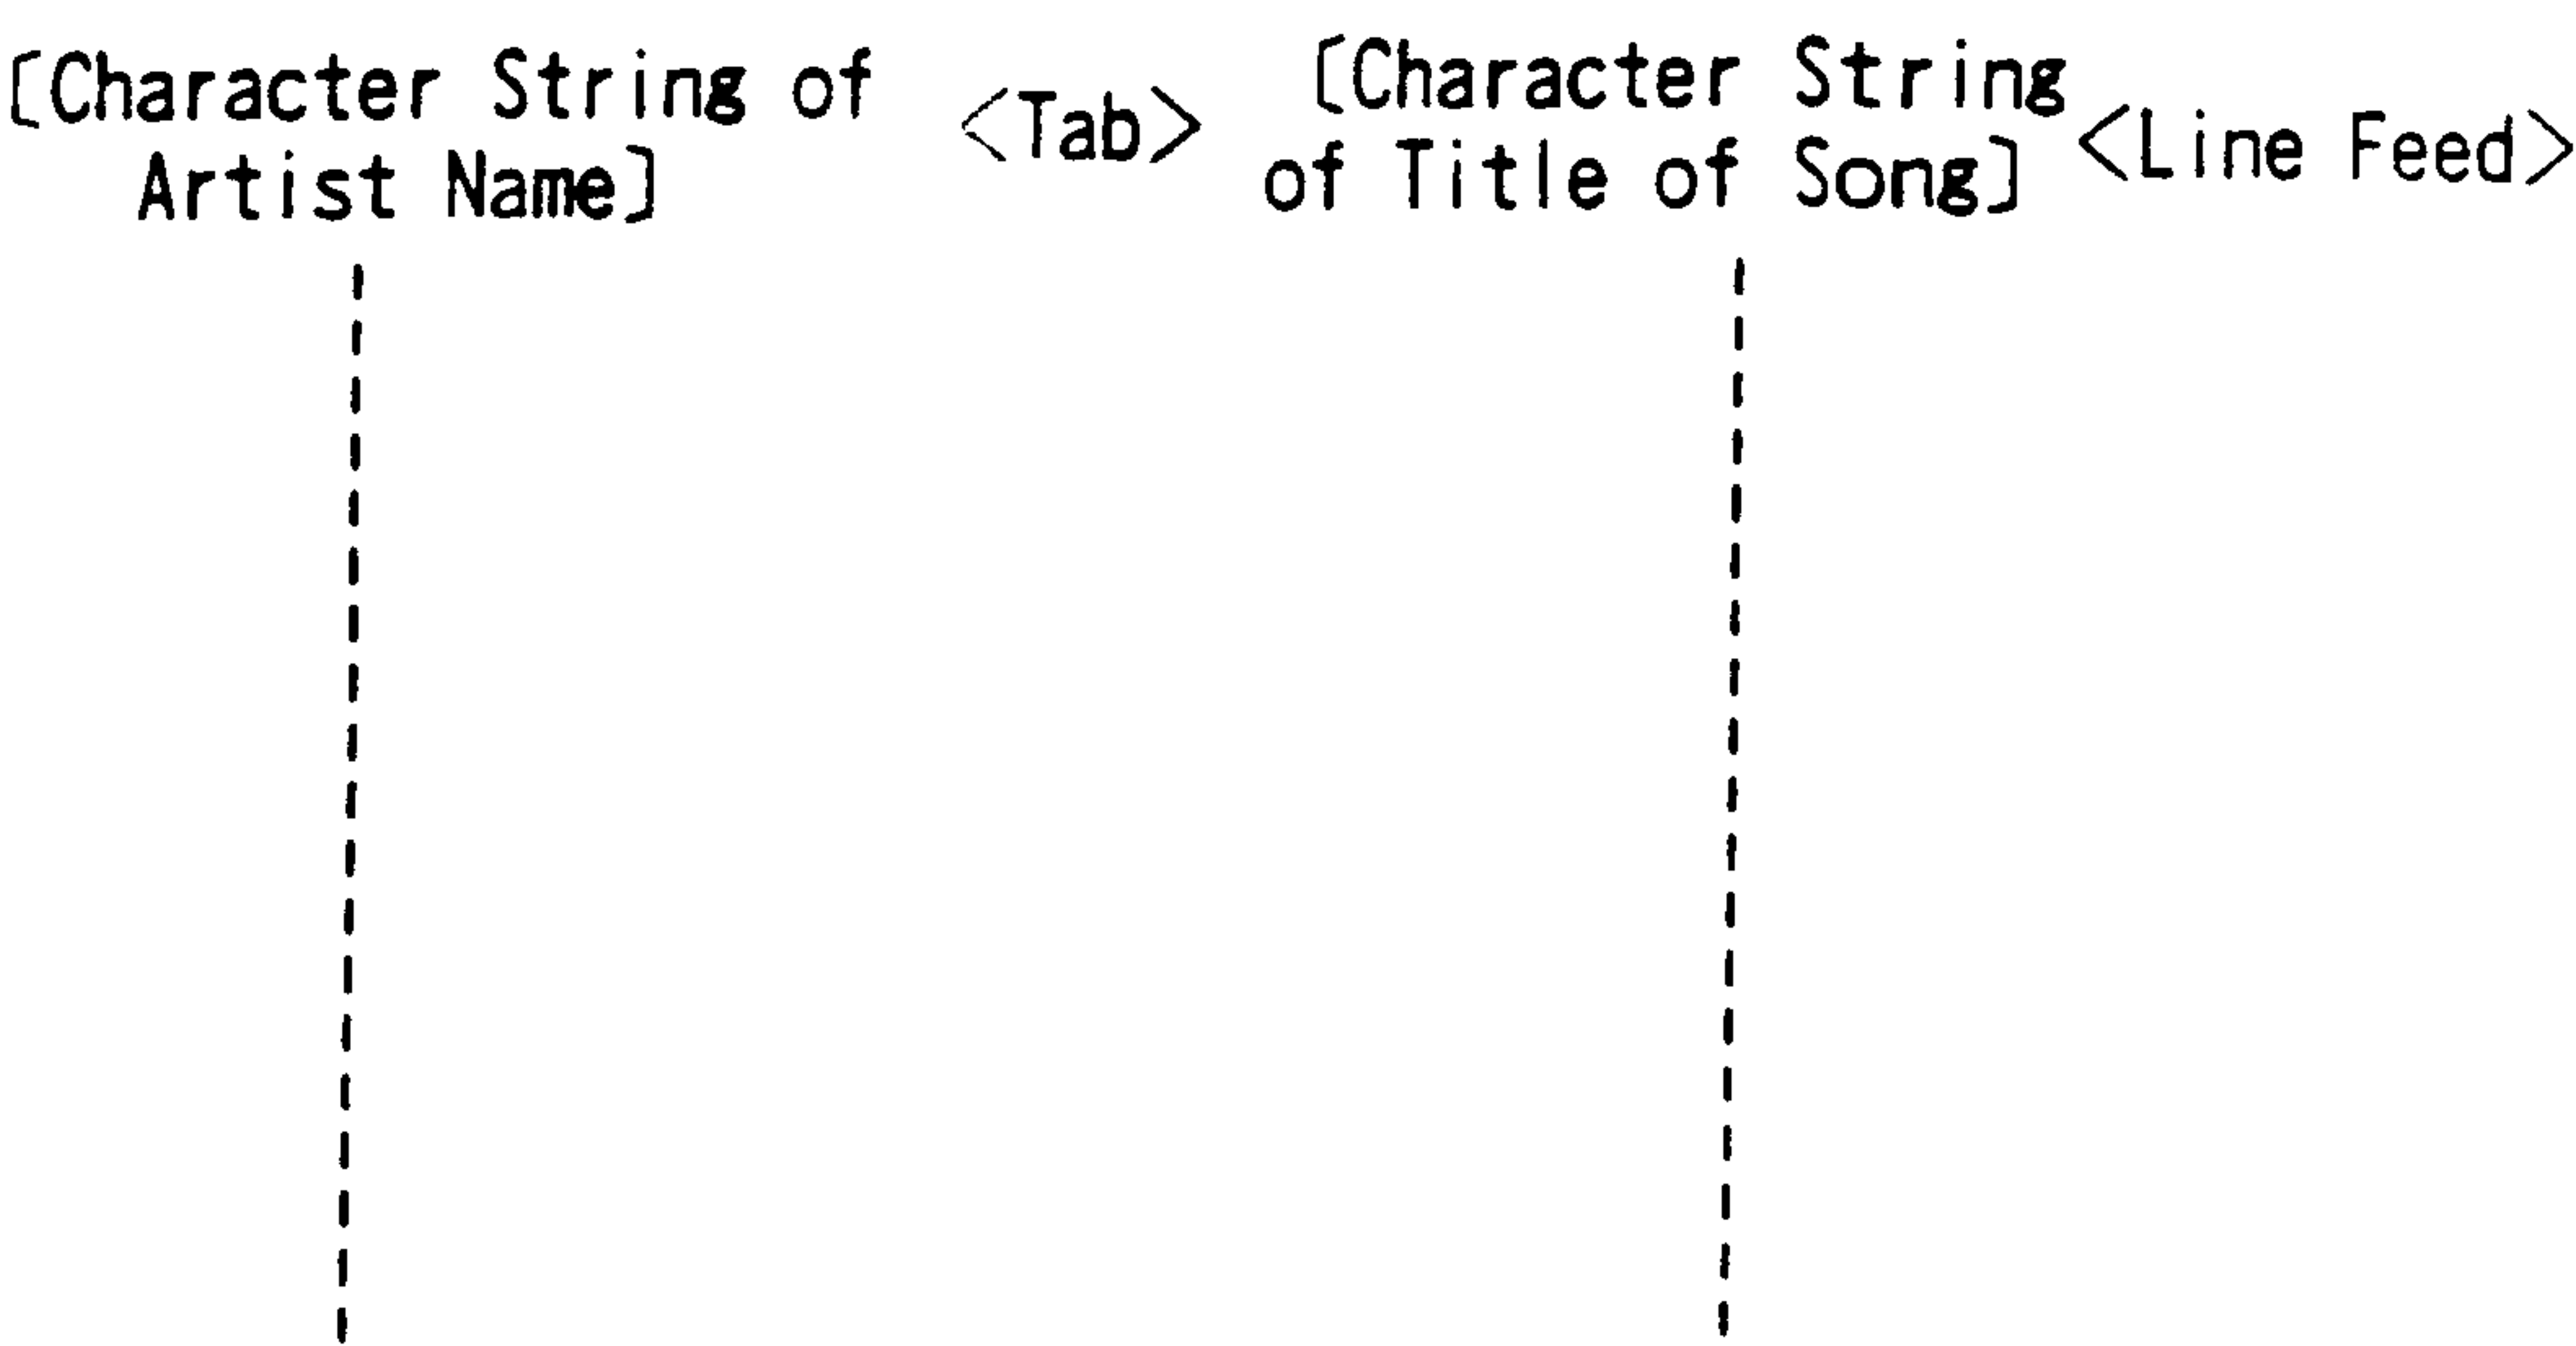 [Character String of
Artist Name]
<Tab>
[Character String
of Title of Song]
<Line Feed>